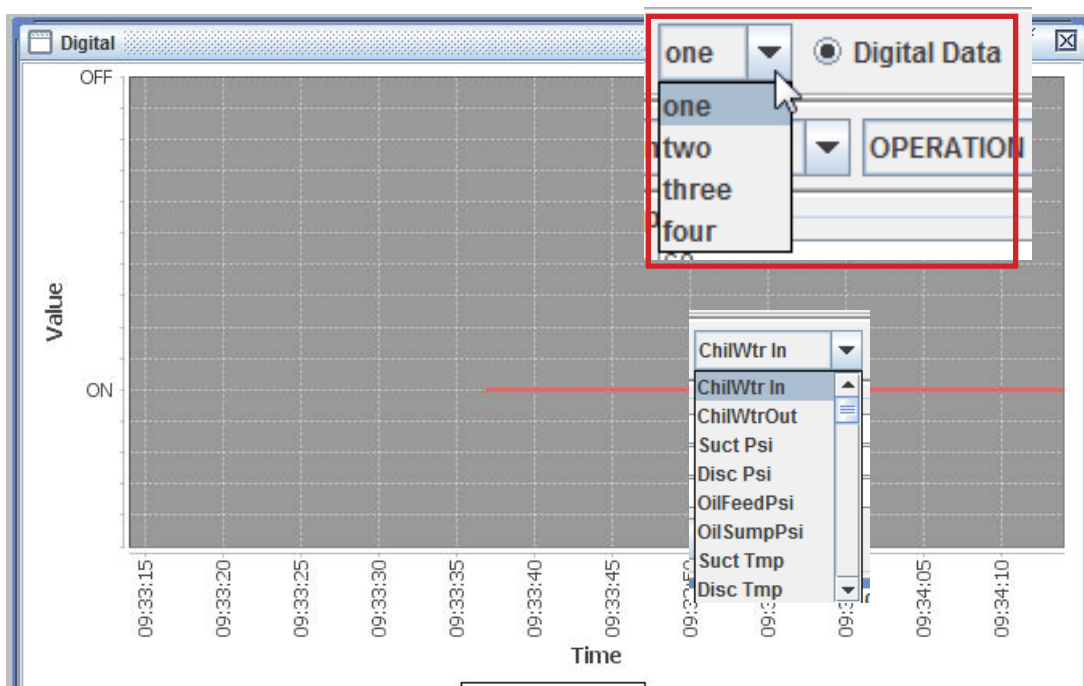 Digital
one
Digital Data
one
two
three
four
OPERATION
OFF
Value
ON
ChilWtr In
ChilWtr In
ChilWtrOut
Suct Psi
Disc Psi
OilFeedPsi
OilSumpPsi
Suct Tmp
Disc Tmp
09:33:15
09:33:20
09:33:25
09:33:30
09:33:35
09:33:40
09:33:45
09:34:05
09:34:10
Time